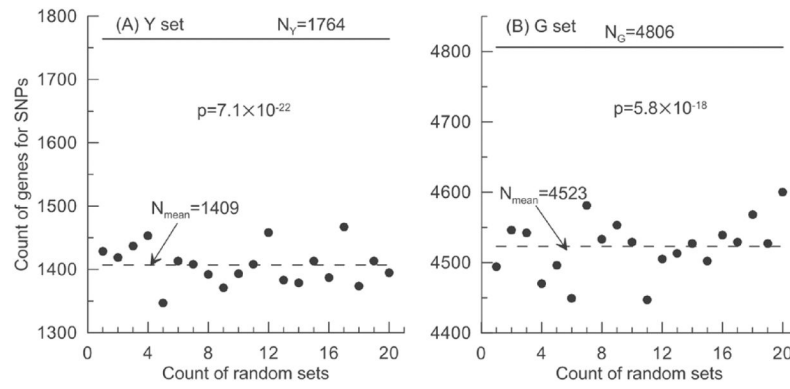 (A) Y set
N_Y=1764
p=7.1×10^-22
N_mean=1409
Count of genes for SNPs
1800
1700
1600
1500
1400
1300
0 4 8 12 16 20
Count of random sets
(B) G set
N_G=4806
p=5.8×10^-18
N_mean=4523
4800
4700
4600
4500
4400
0 4 8 12 16 20
Count of random sets